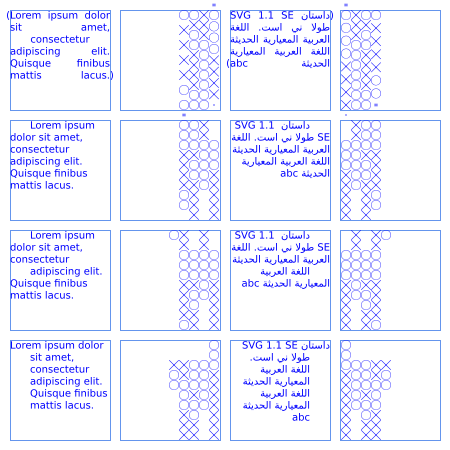 (Lorem ipsum dolor
sit amet,
consectetur
adipiscing elit.
Quisque finibus
mattis lacus.)
(داستان SVG 1.1 SE
طولا ني است. اللغة
العربية المعيارية الحديثة
اللغة العربية المعيارية
الحديثة abc)
Lorem ipsum
dolor sit amet,
consectetur
adipiscing elit.
Quisque finibus
mattis lacus.
داستان SVG 1.1
SE طولا ني است. اللغة
العربية المعيارية الحديثة
اللغة العربية المعيارية
الحديثة abc
Lorem ipsum
dolor sit amet,
consectetur
adipiscing elit.
Quisque finibus
mattis lacus.
داستان SVG 1.1
SE طولا ني است. اللغة
العربية المعيارية الحديثة
اللغة العربية
المعيارية الحديثة abc
Lorem ipsum dolor
sit amet,
consectetur
adipiscing elit.
Quisque finibus
mattis lacus.
داستان SVG 1.1 SE
طولا ني است.
اللغة العربية
المعيارية الحديثة
اللغة العربية
المعيارية الحديثة
abc